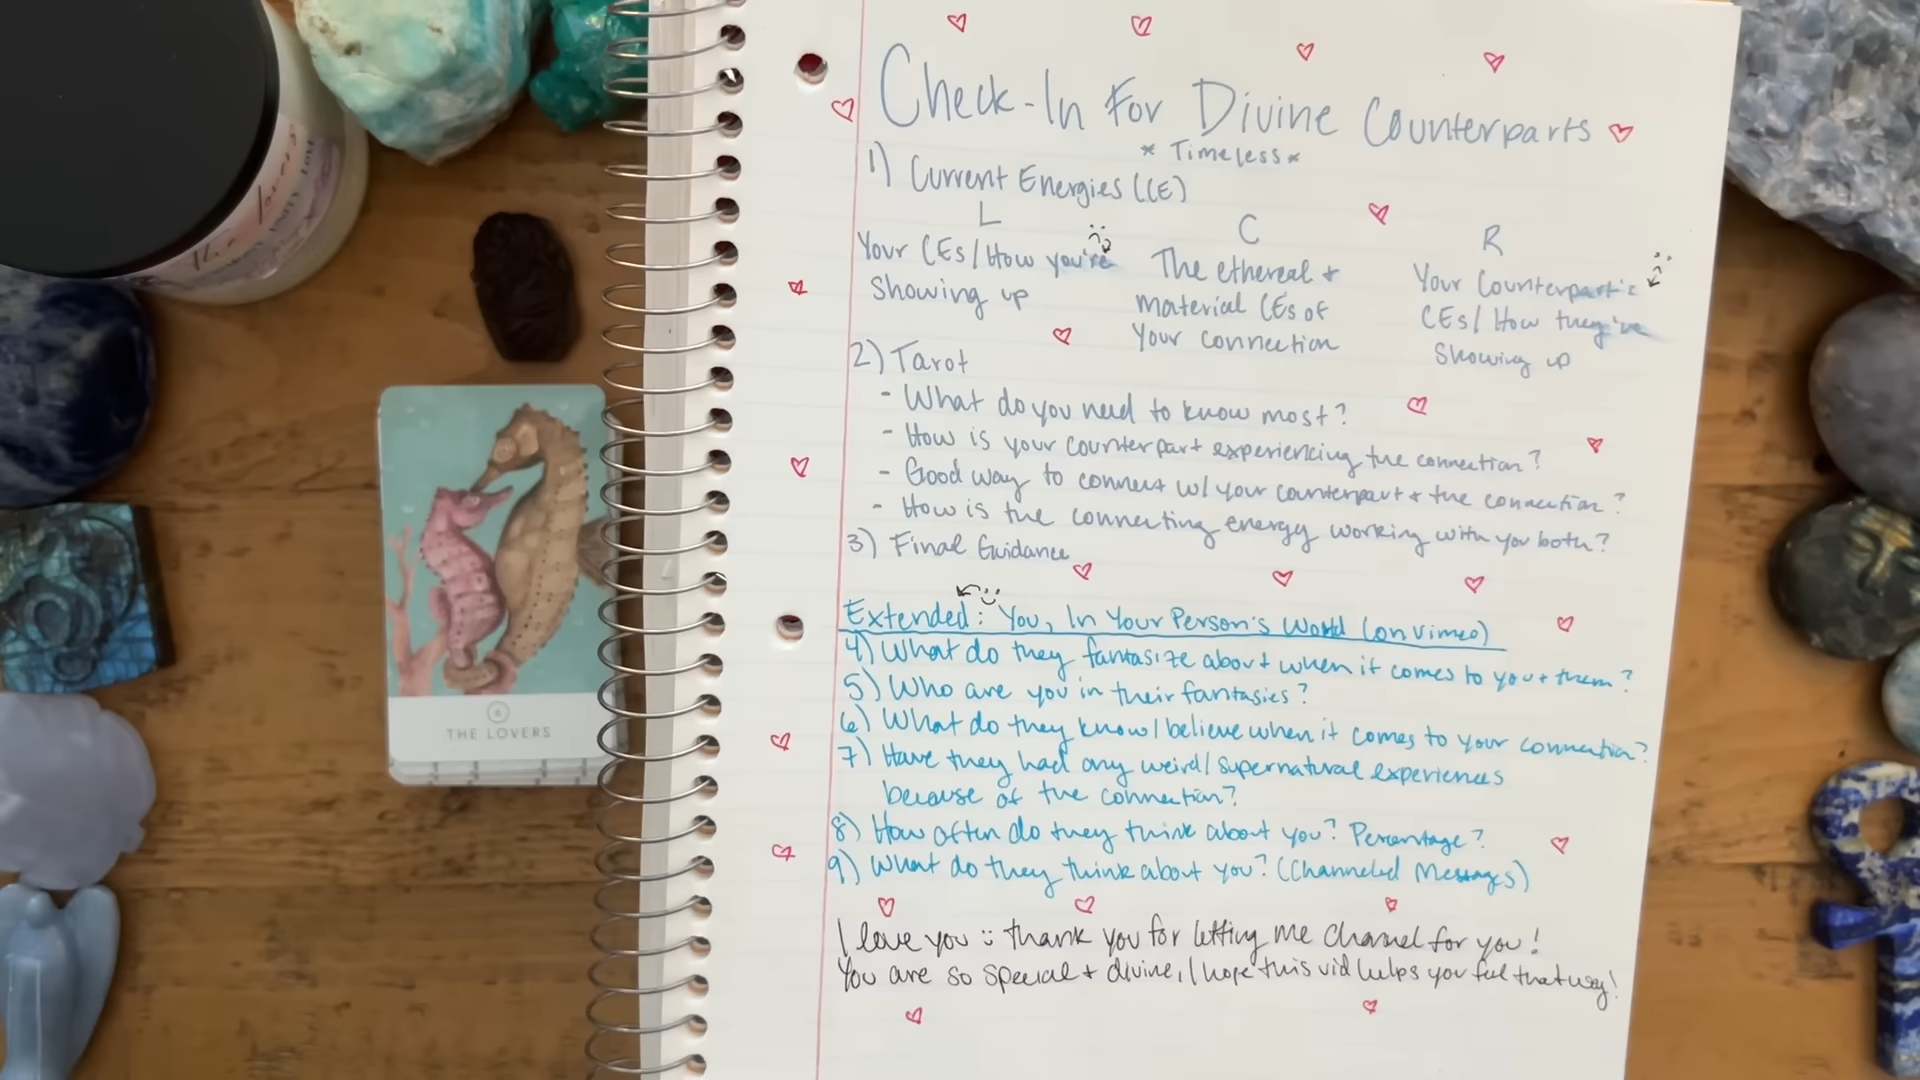 The Lovers
6
THE LOVERS
Check-In For Divine Counterparts
* Timeless *
1) Current Energies (CE)
L
Your CEs/How you're
showing up
C
The ethereal +
material CEs of
your connection
R
Your Counterpart's
CEs/How they're
showing up
2) Tarot
- What do you need to know most?
- How is your counterpart experiencing the connection?
- Good way to connect w/ your counterpart + the connection?
- How is the connecting energy working with you both?
3) Final Guidance
Extended: You, In Your Person's World (on vimeo)
4) What do they fantasize about when it comes to you + them?
5) Who are you in their fantasies?
6) What do they know/believe when it comes to your connection?
7) Have they had any weird/supernatural experiences
because of the connection?
8) How often do they think about you? Percentage?
9) What do they think about you? (Channeled Messages)
I love you :) thank you for letting me channel for you!
You are so special + divine, I hope this vid helps you feel that way!